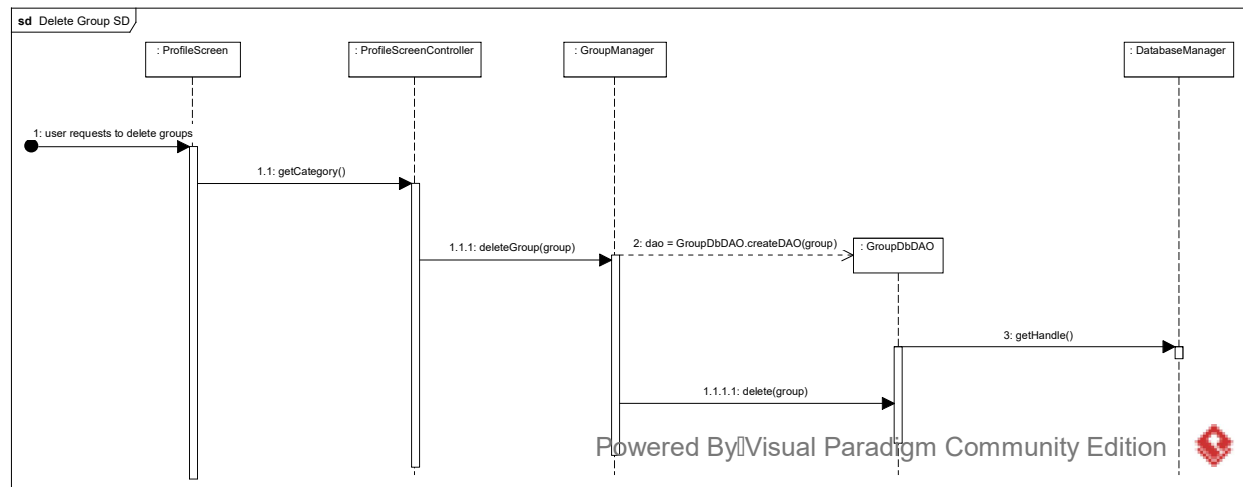 sd Delete Group SD
: ProfileScreen
: ProfileScreenController
: GroupManager
: DatabaseManager
1: user requests to delete groups
1.1: getCategory()
1.1.1: deleteGroup(group)
2: dao = GroupDbDAO.createDAO(group)
: GroupDbDAO
3: getHandle()
1.1.1.1: delete(group)
Powered By Visual Paradigm Community Edition